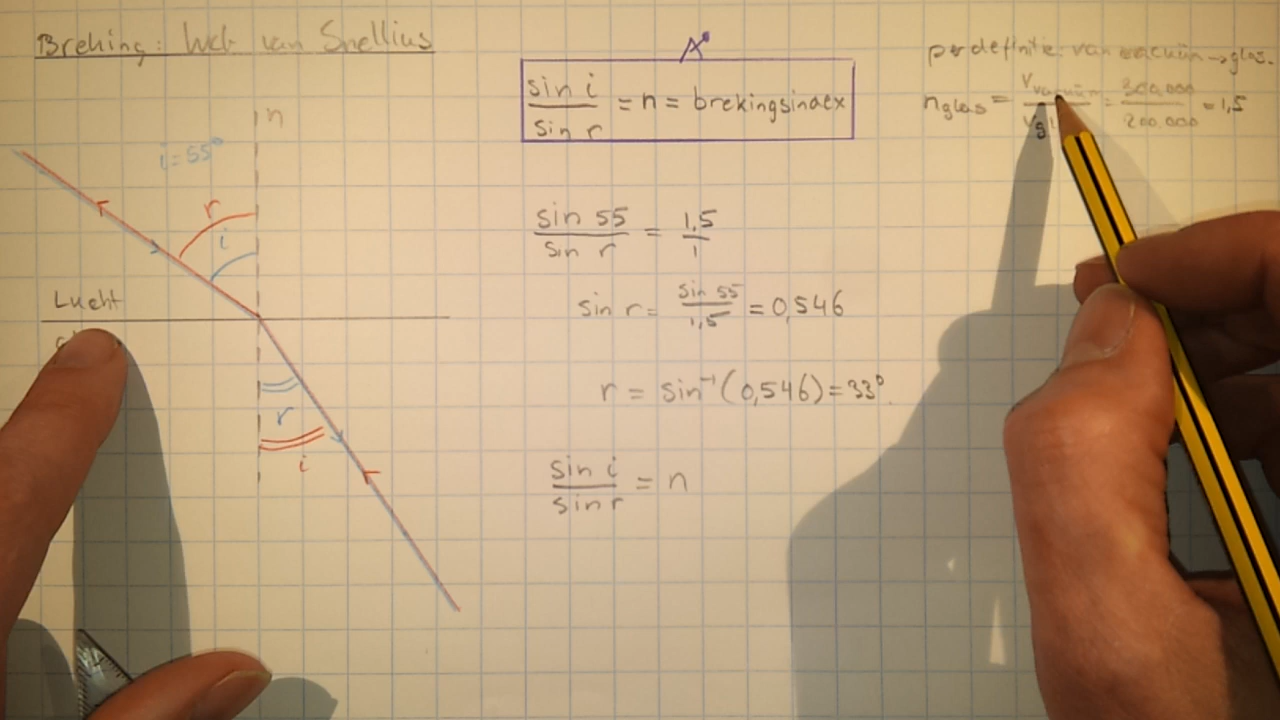 Breking: Wet van Snellius
n
i = 55°
r
i
Lucht
r
i
sin i / sin r = n = brekingsindex
sin 55 / sin r = 1,5 / 1
sin r = sin 55 / 1,5 = 0,546
r = sin⁻¹(0,546) = 33°
sin i / sin r = n
per definitie: van vacuüm → glas.
n glas = v vacuüm / v = 300.000 / 200.000 = 1,5